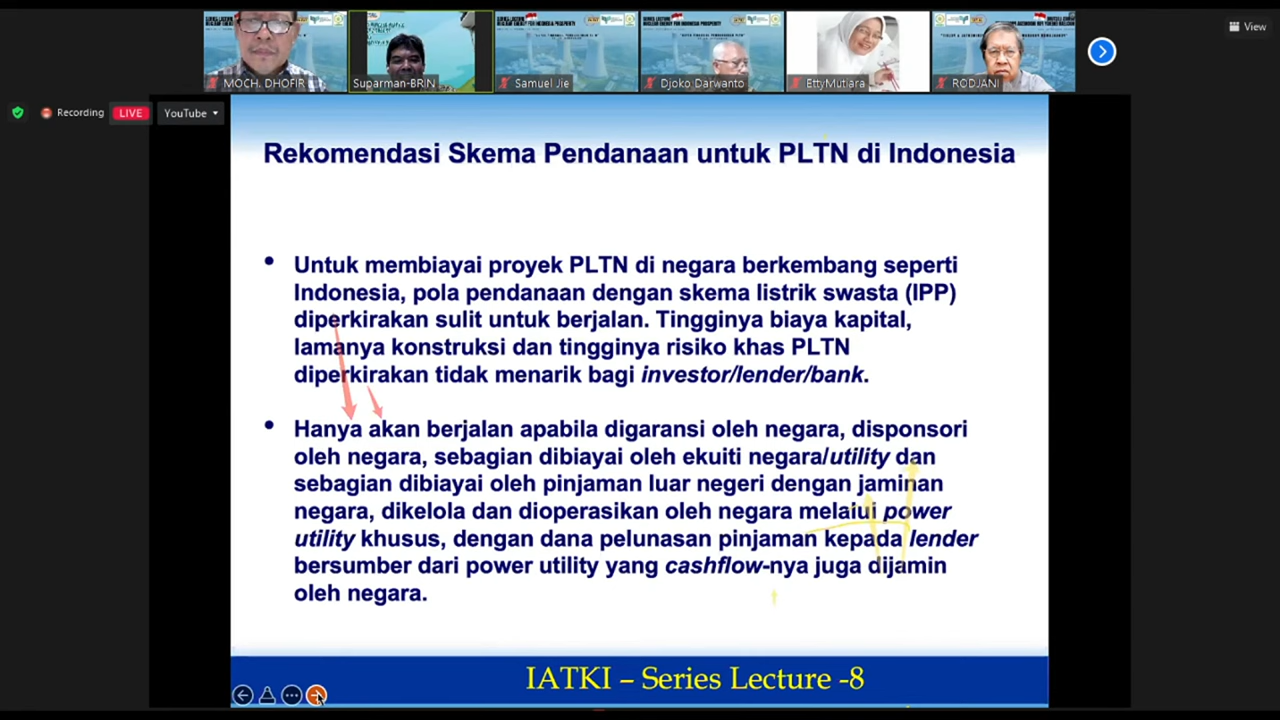 MOCH. DHOFIR
Suparman-BRIN
Samuel Jie
Djoko Darwanto
EttyMutiara
RODJANI
View
Recording
LIVE
YouTube
Rekomendasi Skema Pendanaan untuk PLTN di Indonesia
• Untuk membiayai proyek PLTN di negara berkembang seperti
Indonesia, pola pendanaan dengan skema listrik swasta (IPP)
diperkirakan sulit untuk berjalan. Tingginya biaya kapital,
lamanya konstruksi dan tingginya risiko khas PLTN
diperkirakan tidak menarik bagi investor/lender/bank.
• Hanya akan berjalan apabila digaransi oleh negara, disponsori
oleh negara, sebagian dibiayai oleh ekuiti negara/utility dan
sebagian dibiayai oleh pinjaman luar negeri dengan jaminan
negara, dikelola dan dioperasikan oleh negara melalui power
utility khusus, dengan dana pelunasan pinjaman kepada lender
bersumber dari power utility yang cashflow-nya juga dijamin
oleh negara.
IATKI – Series Lecture -8